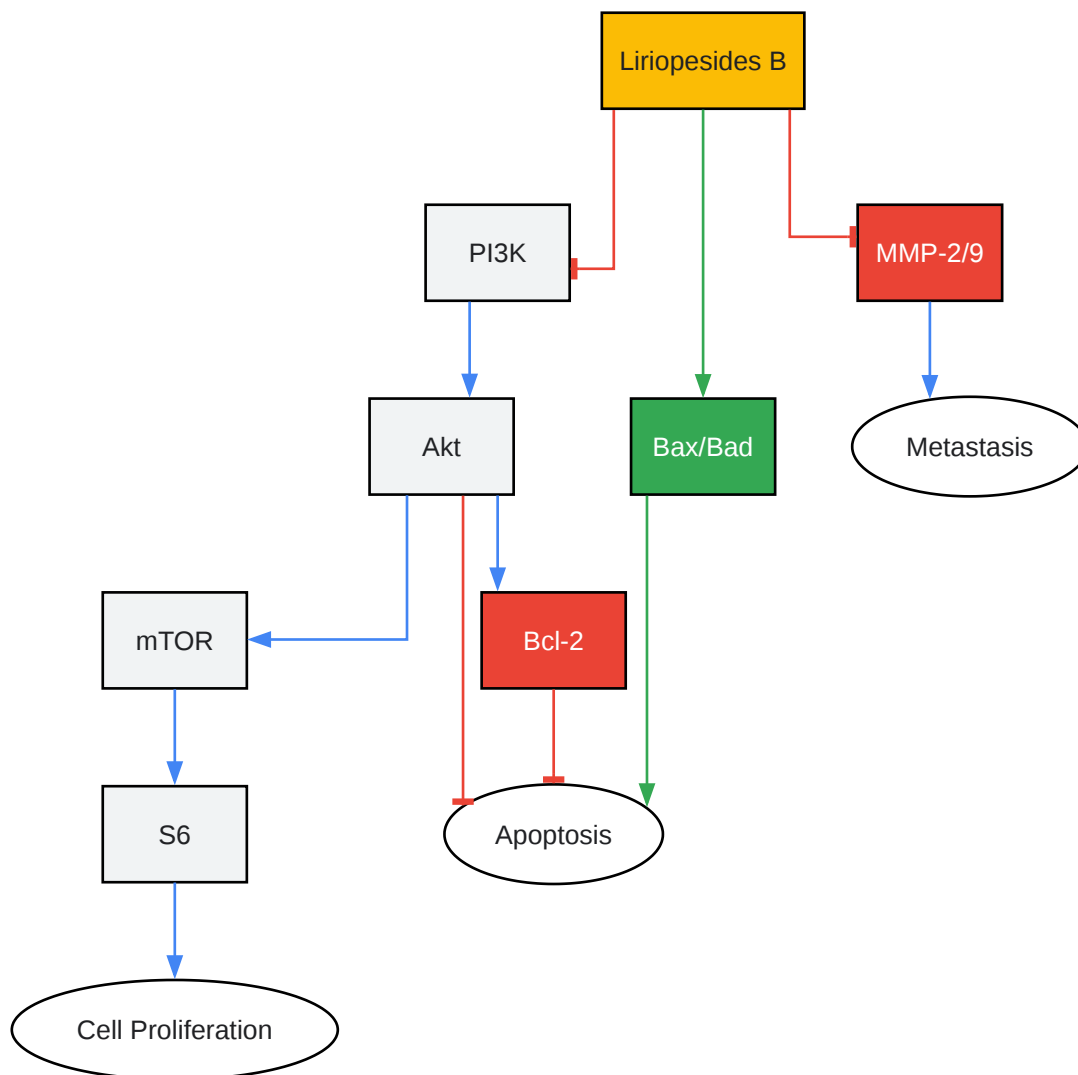 Liriopesides B
PI3K
MMP-2/9
Akt
Bax/Bad
Metastasis
mTOR
Bcl-2
S6
Apoptosis
Cell Proliferation